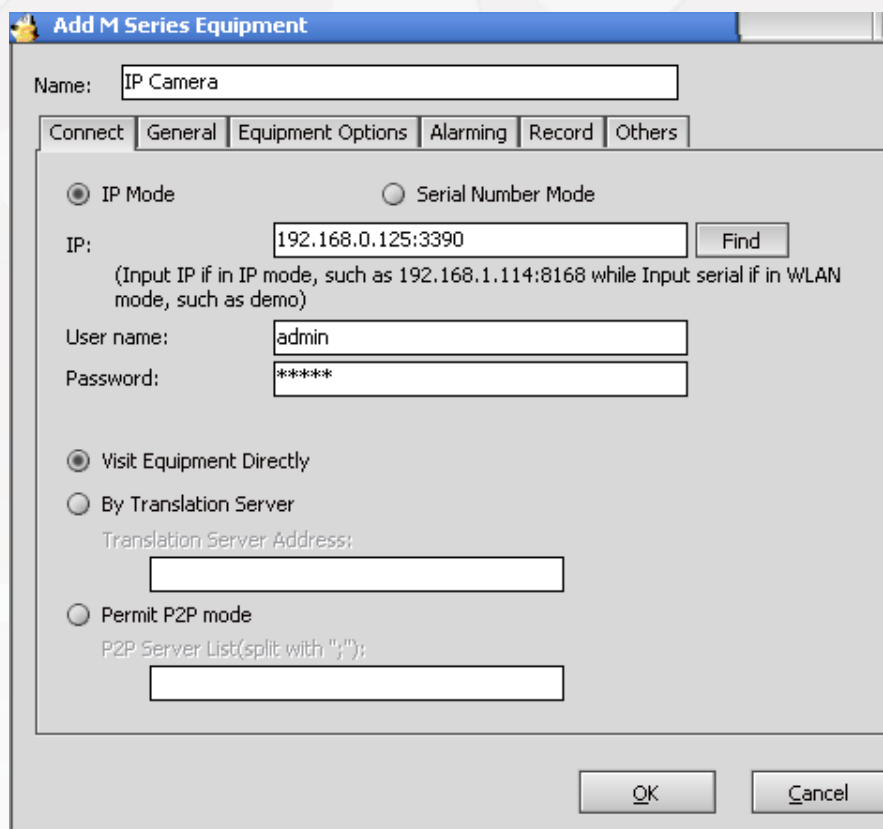 Add M Series Equipment
Name: IP Camera
Connect General Equipment Options Alarming Record Others
IP Mode Serial Number Mode
IP: 192.168.0.125:3390 Find
(Input IP if in IP mode, such as 192.168.1.114:8168 while Input serial if in WLAN
mode, such as demo)
User name: admin
Password: *****
Visit Equipment Directly
By Translation Server
Translation Server Address:
Permit P2P mode
P2P Server List(split with ";"):
OK Cancel